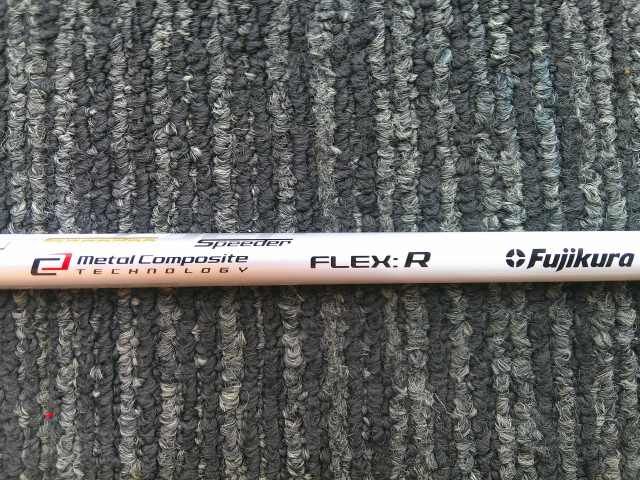 Speeder
Metal Composite
TECHNOLOGY
FLEX: R
Fujikura